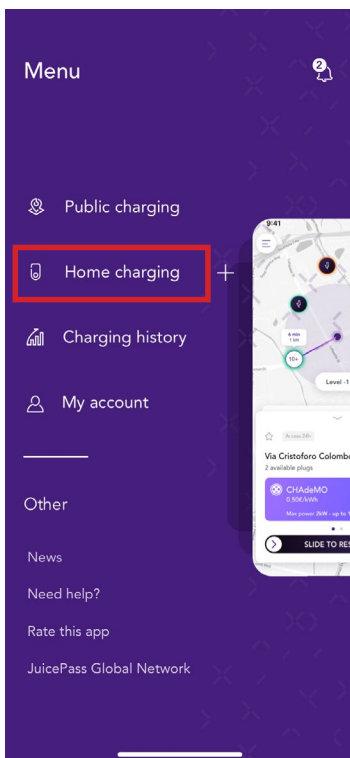 Menu
2
Public charging
Home charging
Charging history
My account
Other
News
Need help?
Rate this app
JuicePass Global Network
9:41
6 min
1 km
10+
Level -1
Access 24h
Via Cristoforo Colombo
2 available plugs
CHAdeMO
0.50€/kWh
Max power 2kW - up to 1
SLIDE TO RES